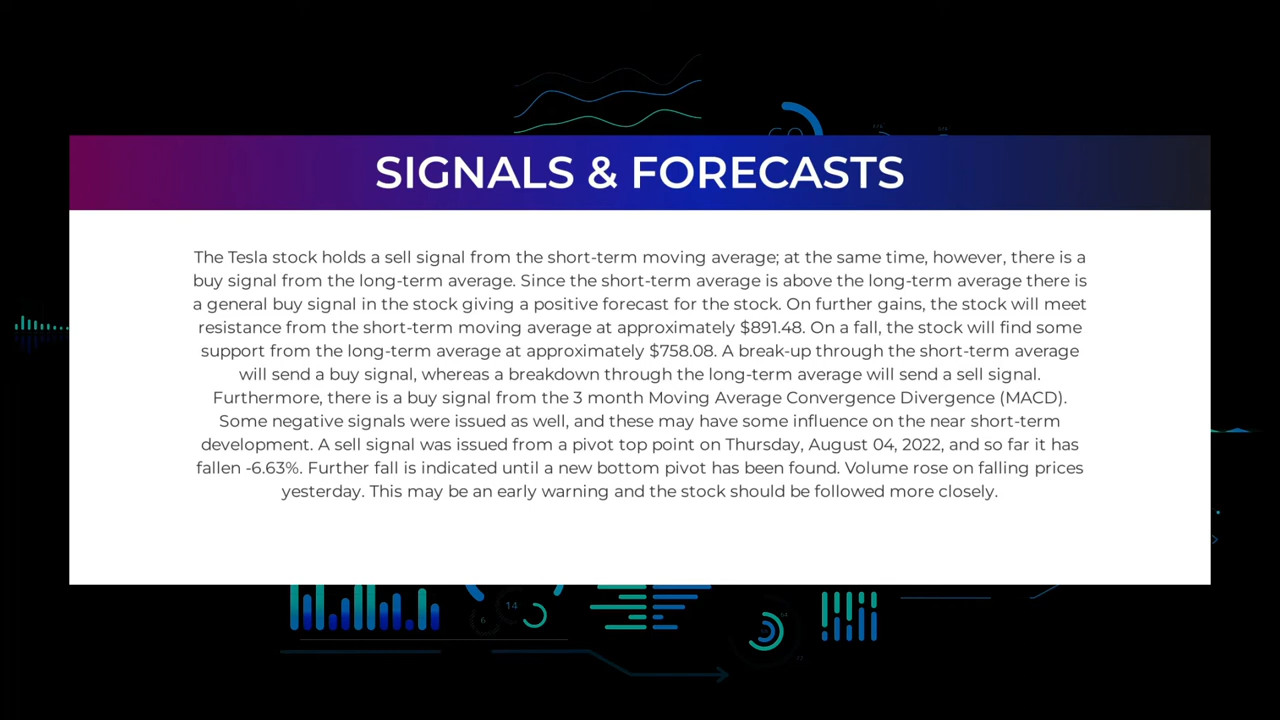 SIGNALS & FORECASTS
The Tesla stock holds a sell signal from the short-term moving average; at the same time, however, there is a
buy signal from the long-term average. Since the short-term average is above the long-term average there is
a general buy signal in the stock giving a positive forecast for the stock. On further gains, the stock will meet
resistance from the short-term moving average at approximately $891.48. On a fall, the stock will find some
support from the long-term average at approximately $758.08. A break-up through the short-term average
will send a buy signal, whereas a breakdown through the long-term average will send a sell signal.
Furthermore, there is a buy signal from the 3 month Moving Average Convergence Divergence (MACD).
Some negative signals were issued as well, and these may have some influence on the near short-term
development. A sell signal was issued from a pivot top point on Thursday, August 04, 2022, and so far it has
fallen -6.63%. Further fall is indicated until a new bottom pivot has been found. Volume rose on falling prices
yesterday. This may be an early warning and the stock should be followed more closely.
14
6